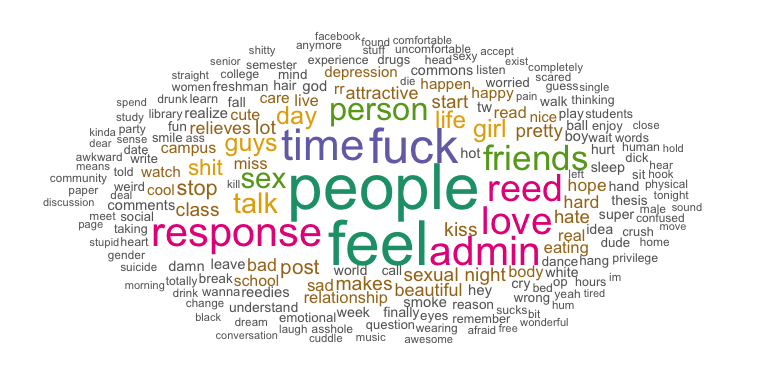 facebook found comfortable
shitty anymore stuff uncomfortable
senior experience drugs head sexy accept
straight college semester mind depression commons listen exist completely
women freshman hair god die happen worried scared
drunk learn care live rr attractive happy pain guess single
spend library realize fall cute day person start tw read nice walk thinking
study fun relieves lot life girl pretty ball enjoy play students
kinda party smile ass guys time fuck hot friends boy wait words close
dear sense campus shit miss left hurt human hold
awkward date write watch kill sex people reed sleep dick hear
means told cool stop hope hand sit hook
community weird deal class talk love hard thesis physical
paper comments feel kiss hate super male tonight
discussion meet social response admin real idea crush sound confused
page taking eating dude home move
stupid heart dance hang privilege
gender damn leave bad post world call sexual night body white
suicide totally break school sad makes beautiful hey cry bed op hours im
morning drink wanna reedies relationship smoke reason wrong yeah tired
change understand week finally eyes remember sucks bit hum
black dream emotional question wearing afraid free wonderful
conversation laugh asshole music awesome
cuddle